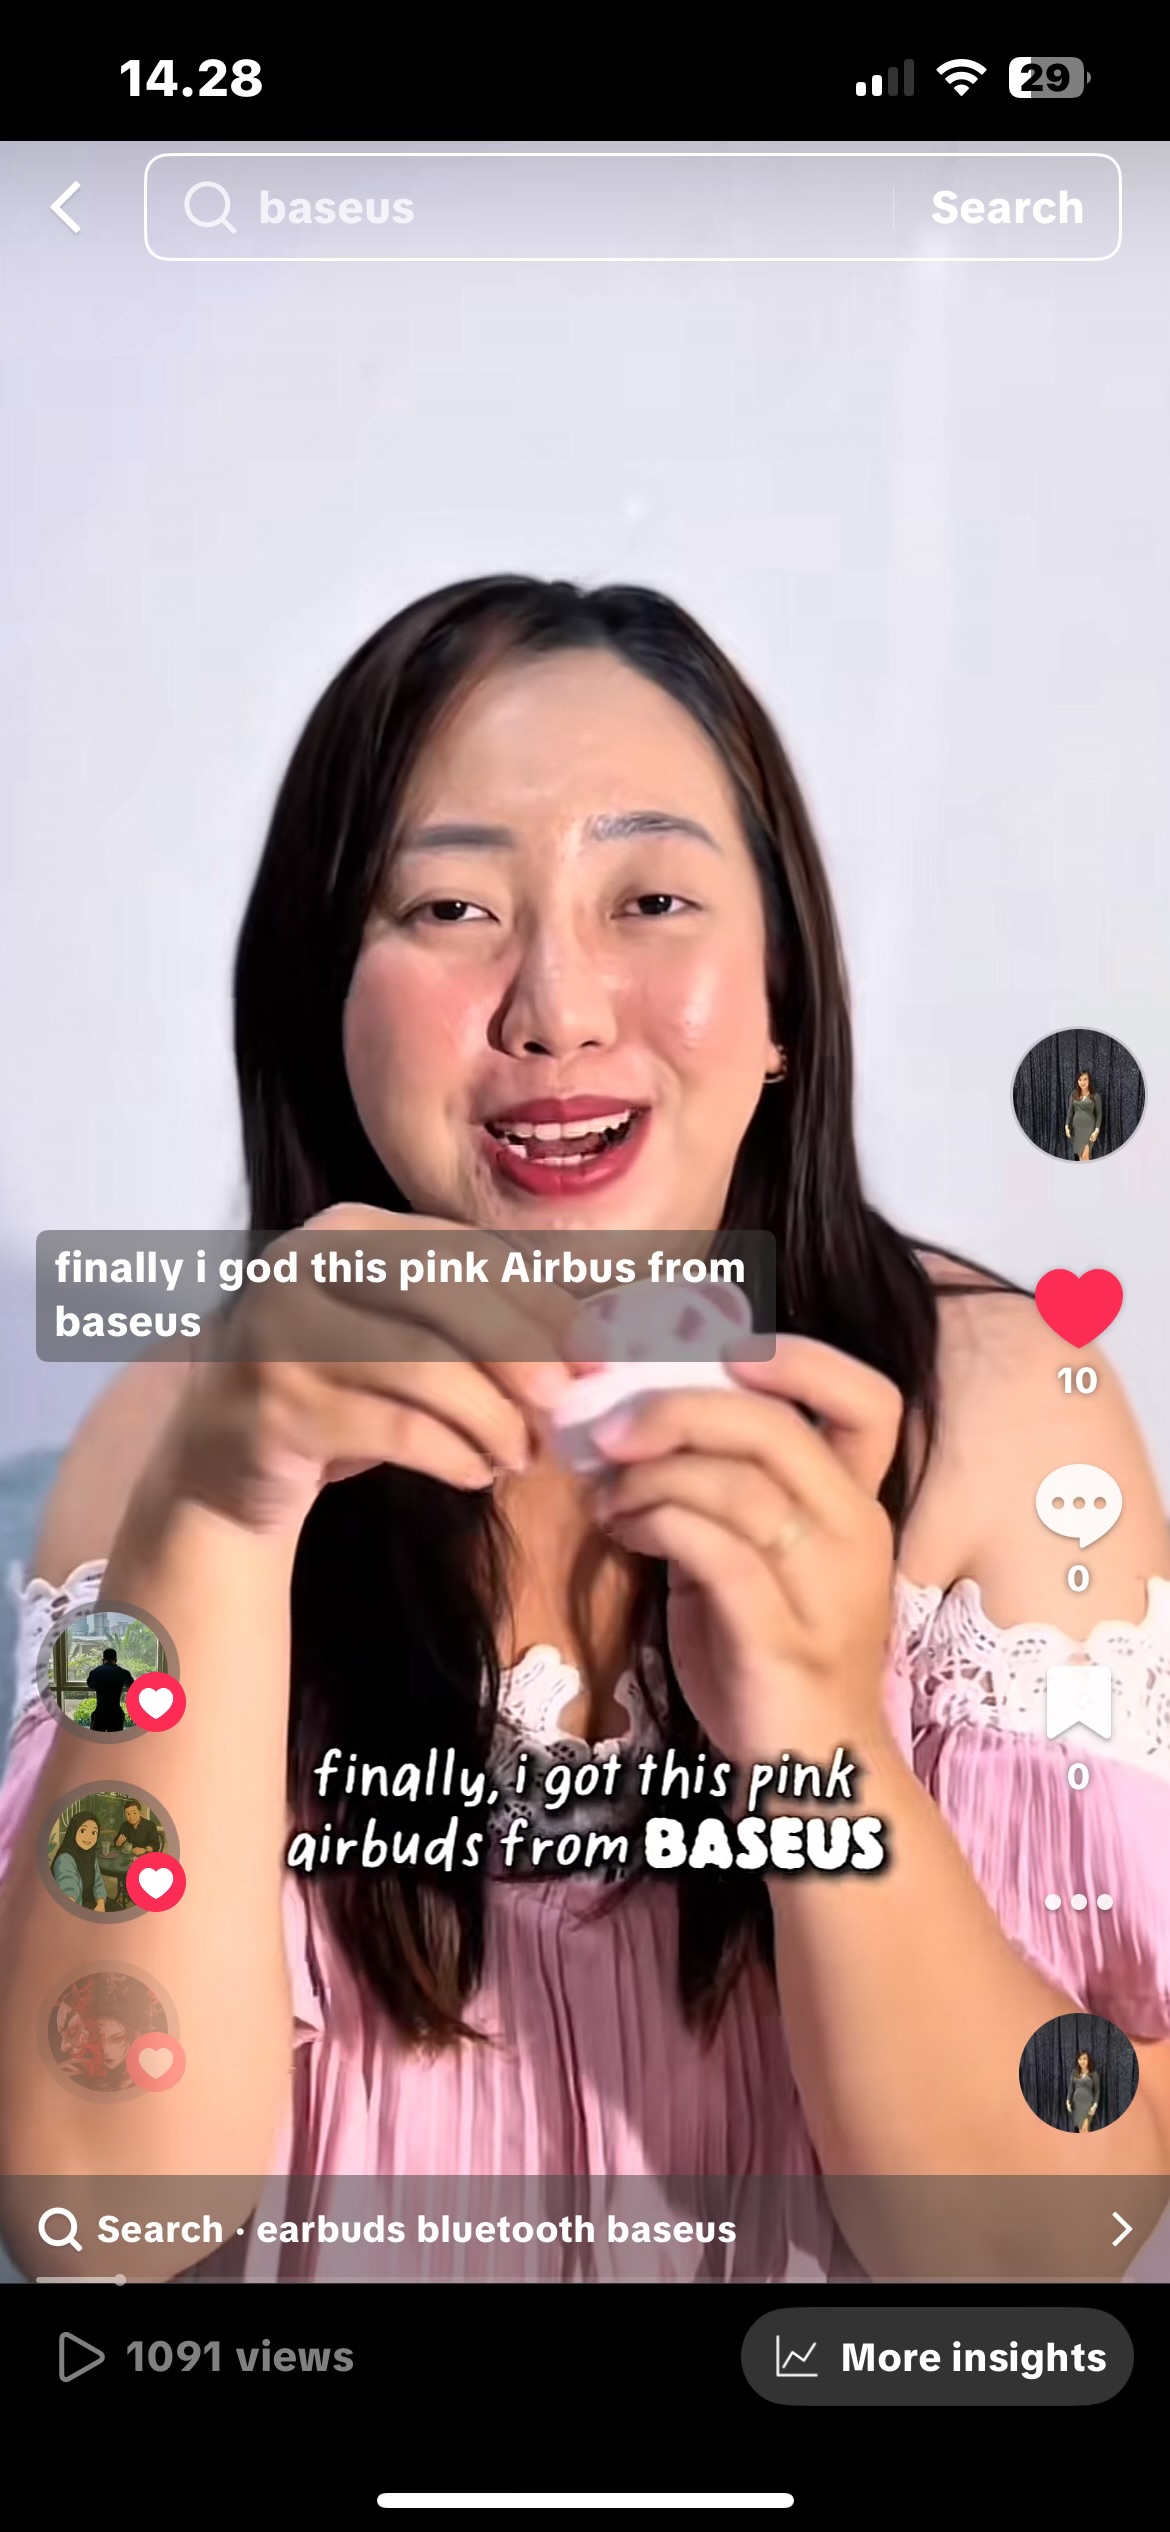 14.28
29
baseus
Search
finally i god this pink Airbus from
baseus
10
0
0
finally, i got this pink
airbuds from BASEUS
Search · earbuds bluetooth baseus
1091 views
More insights